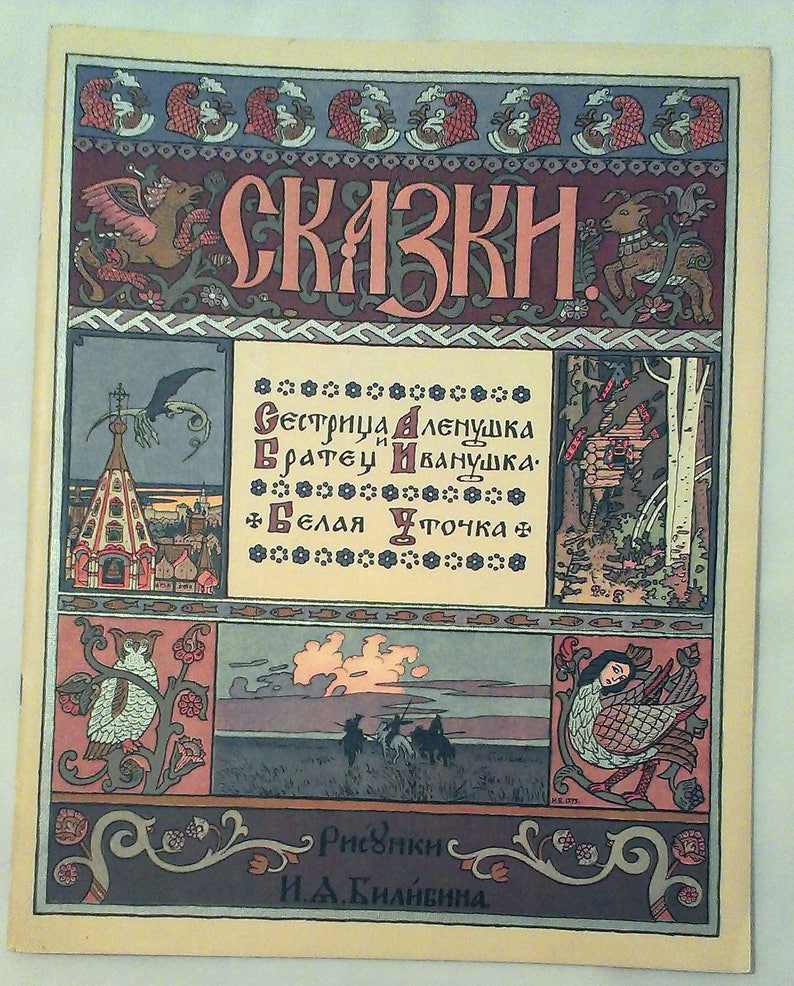 Сказки.
Сестрица Аленушка
и
Братец Иванушка.
Белая Уточка
Рисунки
И. А. Билибина.